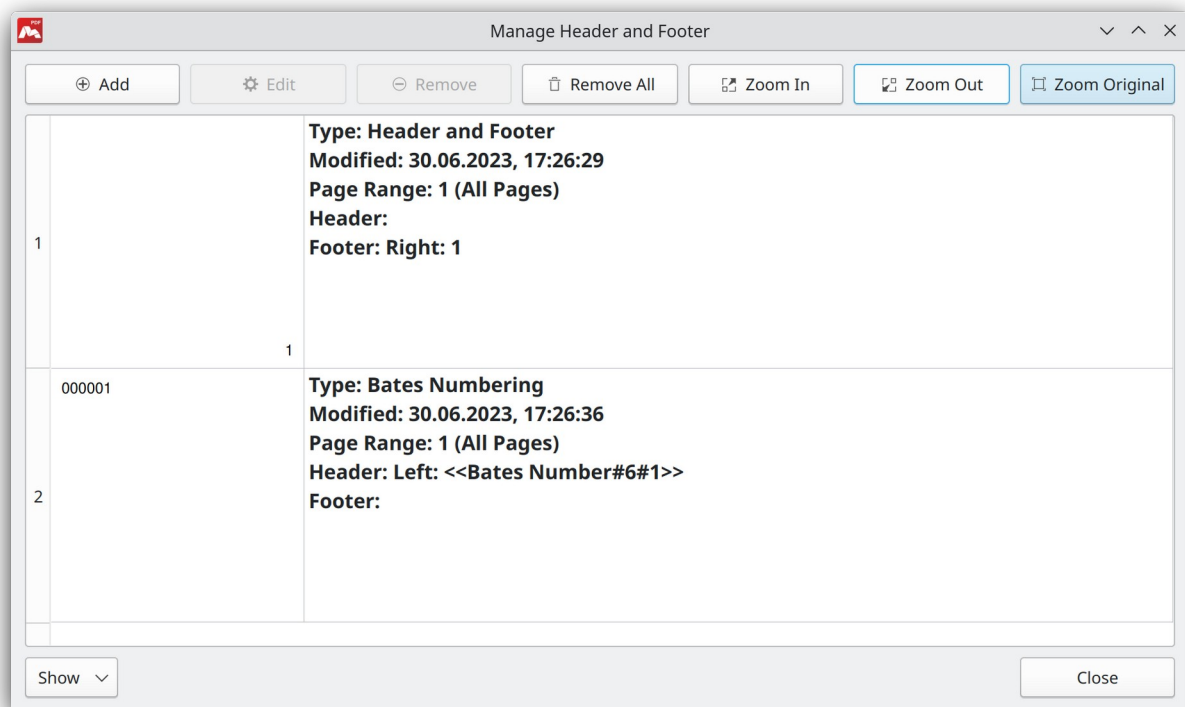 PDF
Manage Header and Footer
Add
Edit
Remove
Remove All
Zoom In
Zoom Out
Zoom Original
1
Type: Header and Footer
Modified: 30.06.2023, 17:26:29
Page Range: 1 (All Pages)
Header:
Footer: Right: 1
1
2
000001
Type: Bates Numbering
Modified: 30.06.2023, 17:26:36
Page Range: 1 (All Pages)
Header: Left: <<Bates Number#6#1>>
Footer:
Show
Close